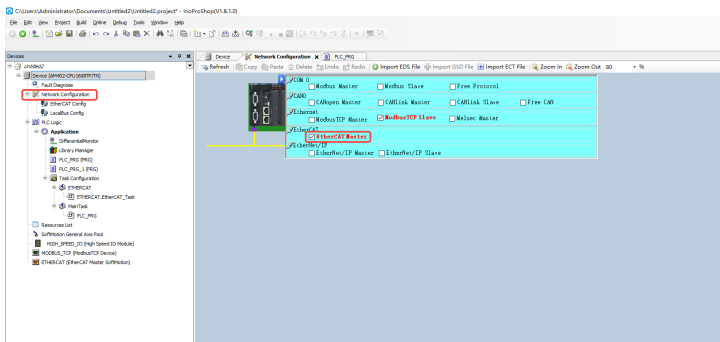 C:\Users\Administrator\Documents\Untitled2\Untitled2.project* - InoProShop(V1.8.1.0)
File Edit View Project Build Online Debug Tools Window Help
Devices
Untitled2
Device (AM402-CPU1608TP/TN)
Fault Diagnose
Network Configuration
EtherCAT Config
LocalBus Config
PLC Logic
Application
DifferentialMonitor
Library Manager
PLC_PRG (PRG)
PLC_PRG_1 (PRG)
Task Configuration
ETHERCAT
ETHERCAT.EtherCAT_Task
MainTask
PLC_PRG
Resources List
SoftMotion General Axis Pool
HIGH_SPEED_IO (High Speed IO Module)
MODBUS_TCP (ModbusTCP Device)
ETHERCAT (EtherCAT Master SoftMotion)
Device Network Configuration PLC_PRG
Refresh Copy Paste Delete Undo Redo Import EDS File Import GSD File Import ECT File Zoom In Zoom Out 80 %
COM 0
Modbus Master Modbus Slave Free Protocol
CAN0
CANopen Master CANLink Master CANLink Slave Free CAN
Ethernet
ModbusTCP Master ModbusTCP Slave Melsec Master
EtherCAT
EtherCAT Master
EtherNet/IP
EtherNet/IP Master EtherNet/IP Slave